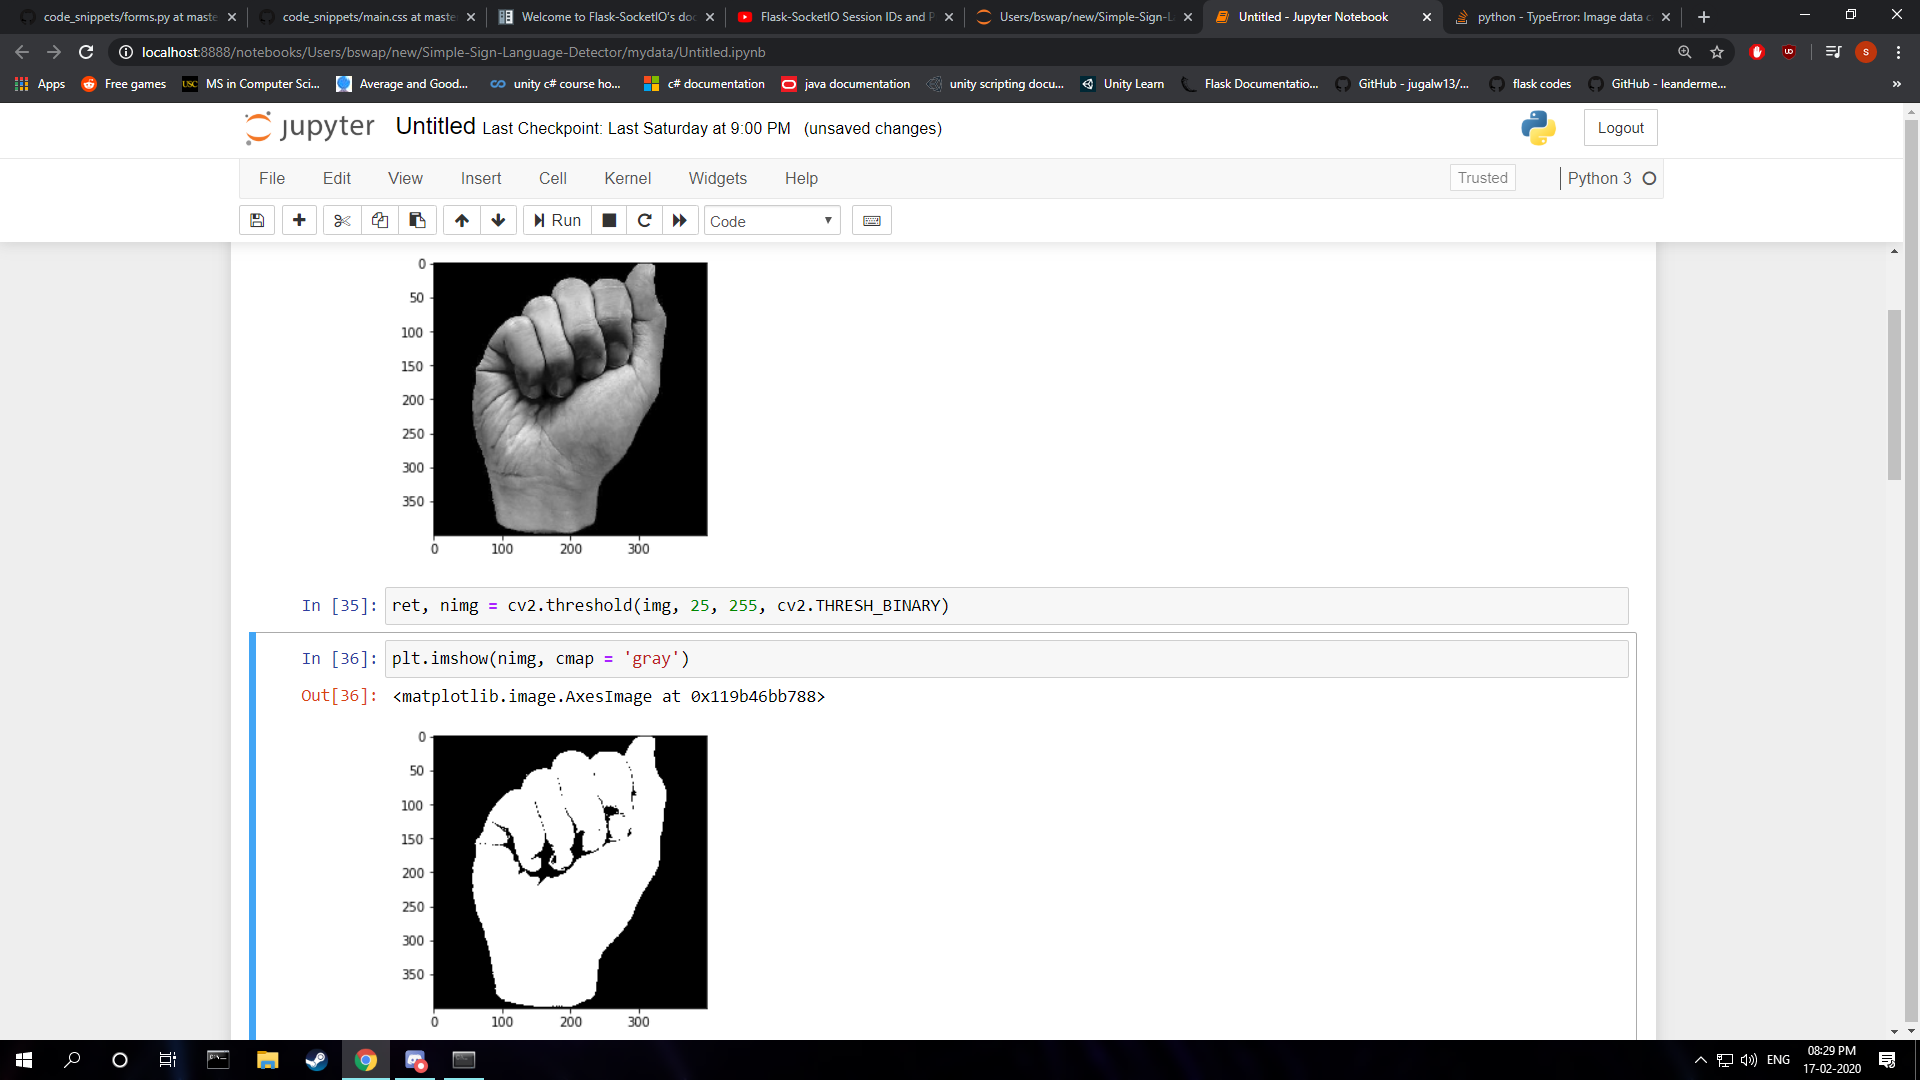 code_snippets/forms.py at maste
code_snippets/main.css at master
Welcome to Flask-SocketIO's doc
Flask-SocketIO Session IDs and P
Users/bswap/new/Simple-Sign-L
Untitled - Jupyter Notebook
python - TypeError: Image data c
localhost:8888/notebooks/Users/bswap/new/Simple-Sign-Language-Detector/mydata/Untitled.ipynb
Apps
Free games
USC
MS in Computer Sci...
Average and Good...
unity c# course ho...
c# documentation
java documentation
unity scripting docu...
Unity Learn
Flask Documentatio...
GitHub - jugalw13/...
flask codes
GitHub - leanderme...
jupyter Untitled Last Checkpoint: Last Saturday at 9:00 PM (unsaved changes)
Logout
File Edit View Insert Cell Kernel Widgets Help
Trusted
Python 3
Run
Code
0
50
100
150
200
250
300
350
0 100 200 300
In [35]: ret, nimg = cv2.threshold(img, 25, 255, cv2.THRESH_BINARY)
In [36]: plt.imshow(nimg, cmap = 'gray')
Out[36]: <matplotlib.image.AxesImage at 0x119b46bb788>
0
50
100
150
200
250
300
350
0 100 200 300
ENG
08:29 PM
17-02-2020